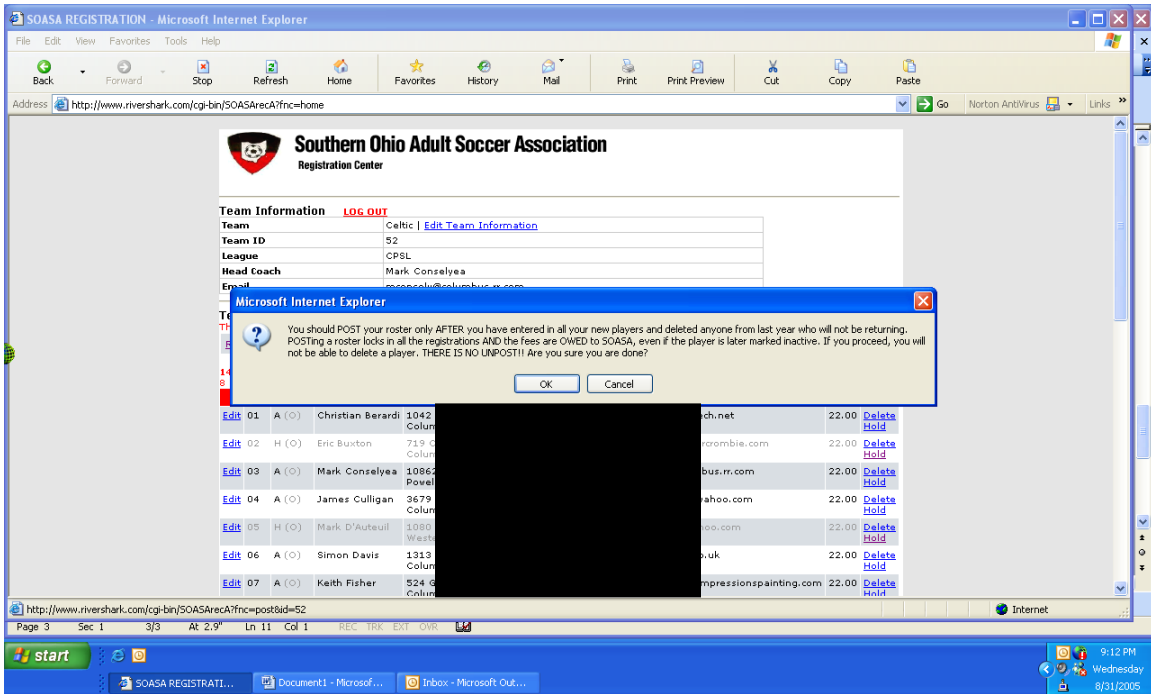 SOASA REGISTRATION - Microsoft Internet Explorer
File Edit View Favorites Tools Help
Back Forward Stop Refresh Home Favorites History Mail Print Print Preview Cut Copy Paste
Address http://www.rivershark.com/cgi-bin/SOASArecA?fnc=home Go Norton AntiVirus Links »
Southern Ohio Adult Soccer Association
Registration Center
Team Information LOG OUT
Team Celtic | Edit Team Information
Team ID 52
League CPSL
Head Coach Mark Conselyea
Microsoft Internet Explorer
You should POST your roster only AFTER you have entered in all your new players and deleted anyone from last year who will not be returning.
POSTing a roster locks in all the registrations AND the fees are OWED to SOASA, even if the player is later marked inactive. If you proceed, you will
not be able to delete a player. THERE IS NO UNPOST!! Are you sure you are done?
OK Cancel
Edit 01 A (O) Christian Berardi 1042 ch.net 22.00 Delete
Colum Hold
Edit 02 H (O) Eric Buxton 719 rcrombie.com 22.00 Delete
Colum Hold
Edit 03 A (O) Mark Conselyea 10862 bus.rr.com 22.00 Delete
Powel Hold
Edit 04 A (O) James Culligan 3679 ahoo.com 22.00 Delete
Colum Hold
Edit 05 H (O) Mark D'Auteuil 1080 oo.com 22.00 Delete
Weste Hold
Edit 06 A (O) Simon Davis 1313 .uk 22.00 Delete
Colum Hold
Edit 07 A (O) Keith Fisher 524 G mpressionspainting.com 22.00 Delete
Hold
http://www.rivershark.com/cgi-bin/SOASArecA?fnc=post&id=52 Internet
Page 3 Sec 1 3/3 At 2.9" Ln 11 Col 1 REC TRK EXT OVR
start 9:12 PM
Wednesday
SOASA REGISTRATI... Document1 - Microsof... Inbox - Microsoft Out... 8/31/2005